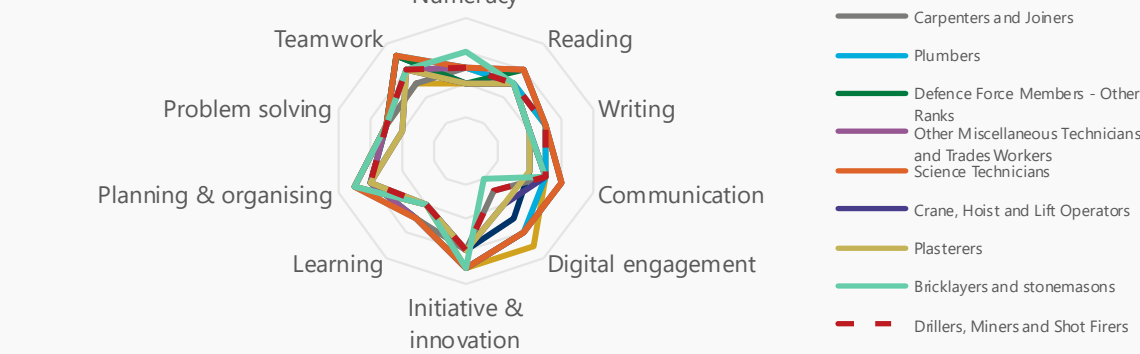 Numeracy
Teamwork
Reading
Problem solving
Writing
Planning & organising
Communication
Learning
Digital engagement
Initiative &
innovation
Carpenters and Joiners
Plumbers
Defence Force Members - Other
Ranks
Other Miscellaneous Technicians
and Trades Workers
Science Technicians
Crane, Hoist and Lift Operators
Plasterers
Bricklayers and stonemasons
Drillers, Miners and Shot Firers